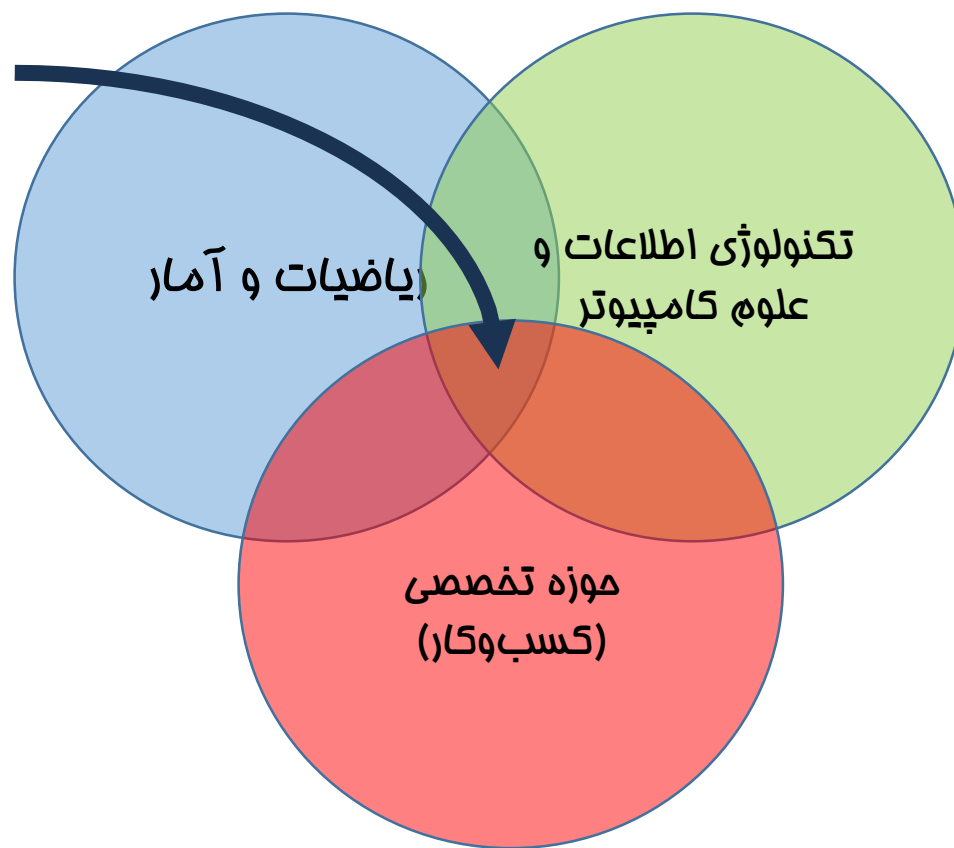 ریاضیات و آمار
تکنولوژی اطلاعات و
علوم کامپیوتر
حوزه تخصصی
(کسب‌وکار)